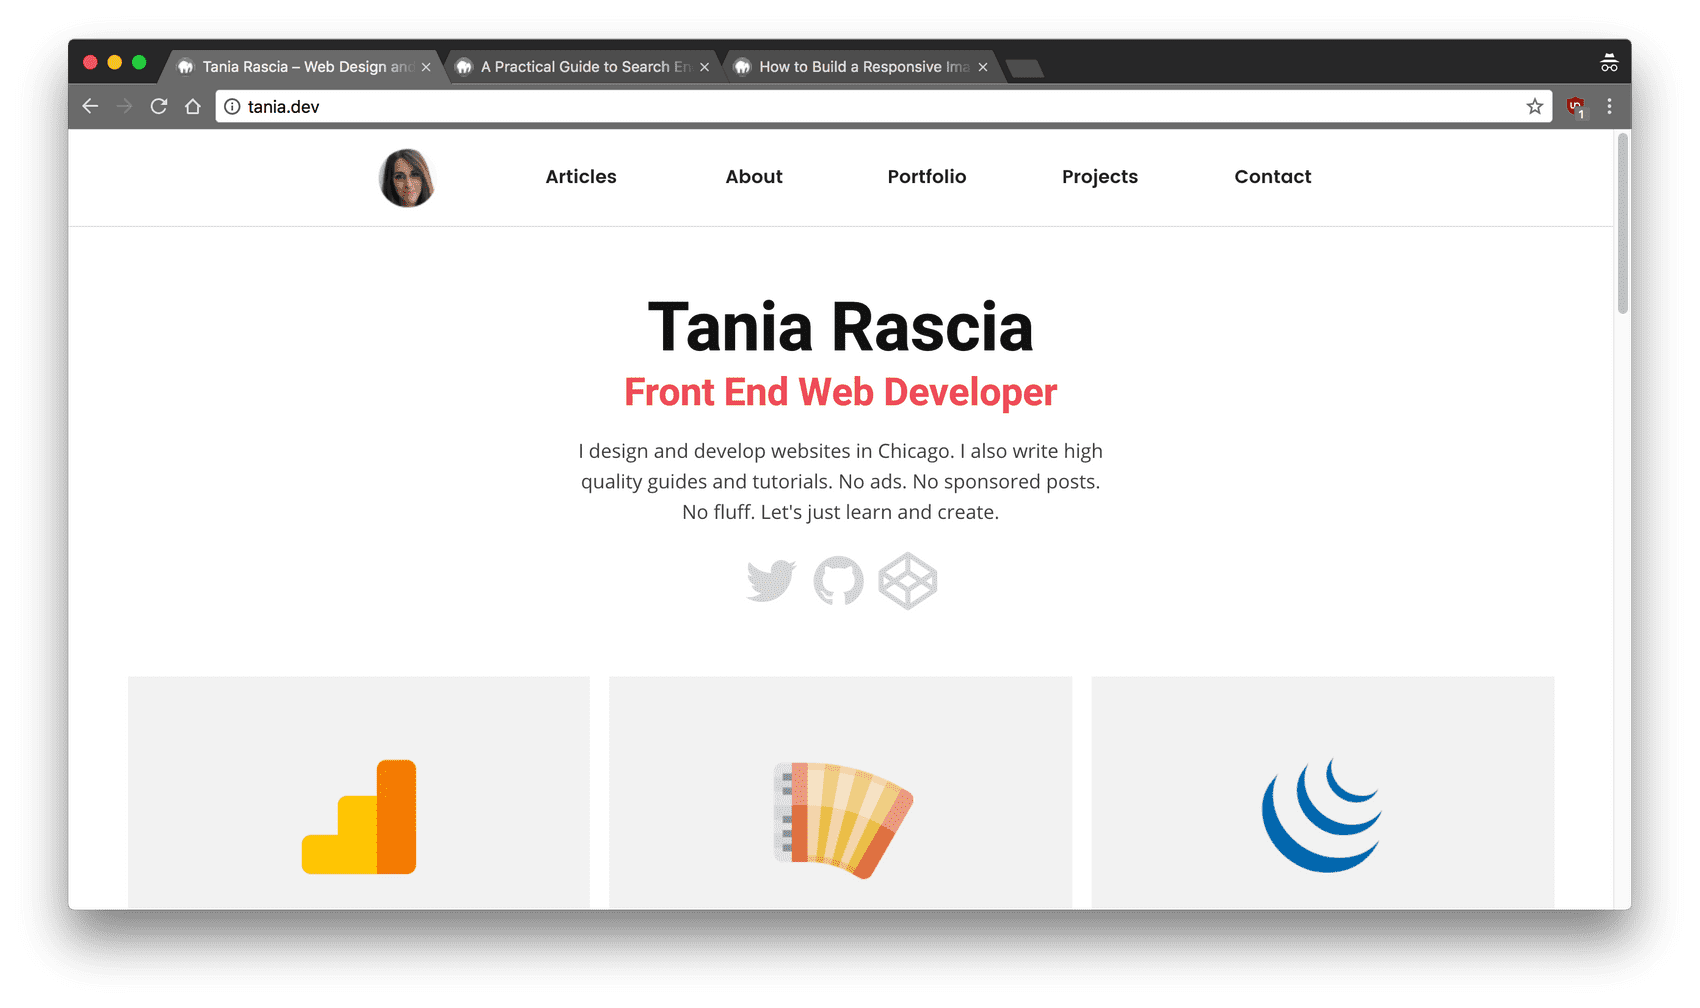 Tania Rascia – Web Design and
A Practical Guide to Search En
How to Build a Responsive Ima
tania.dev
1
Articles
About
Portfolio
Projects
Contact
Tania Rascia
Front End Web Developer
I design and develop websites in Chicago. I also write high
quality guides and tutorials. No ads. No sponsored posts.
No fluff. Let's just learn and create.